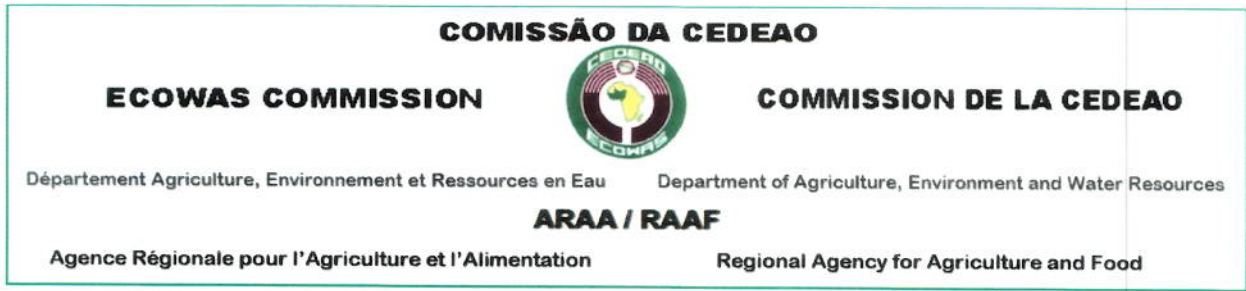 COMISSÃO DA CEDEAO
ECOWAS COMMISSION
CEDEAO
ECOWAS
COMMISSION DE LA CEDEAO
Département Agriculture, Environnement et Ressources en Eau
Department of Agriculture, Environment and Water Resources
ARAA / RAAF
Agence Régionale pour l'Agriculture et l'Alimentation
Regional Agency for Agriculture and Food